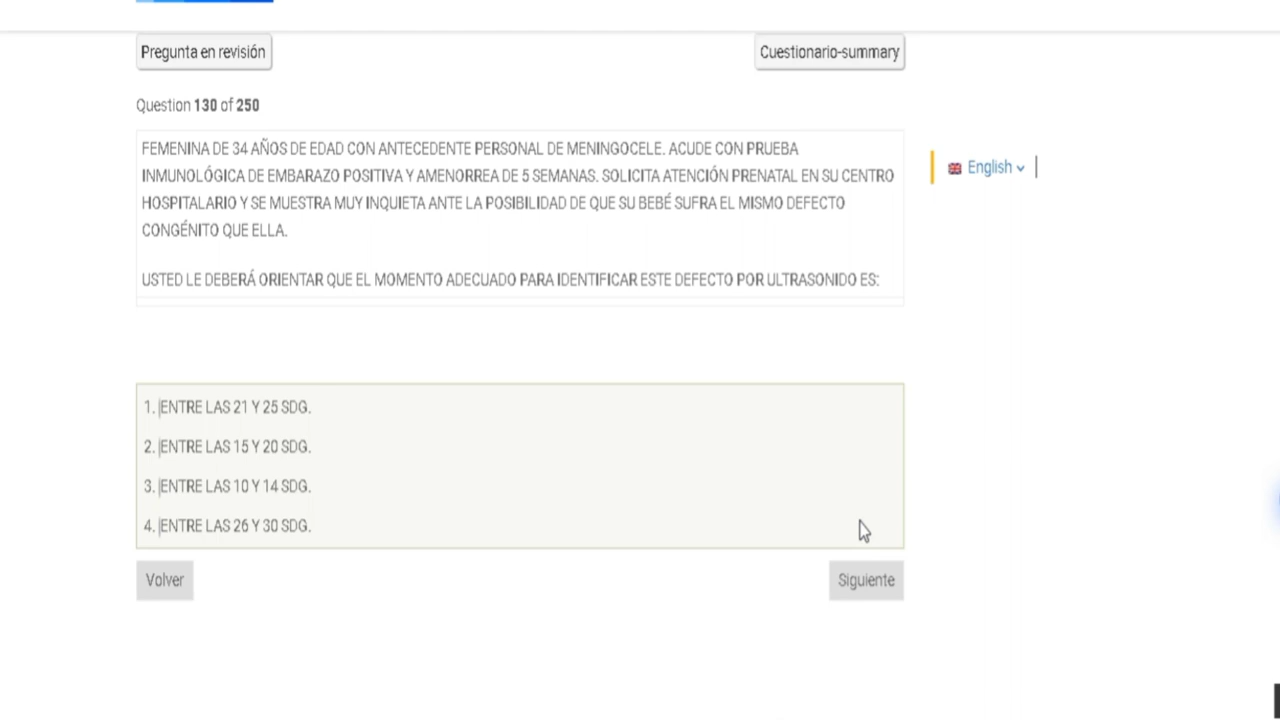 Pregunta en revisión
Cuestionario-summary
Question 130 of 250
FEMENINA DE 34 AÑOS DE EDAD CON ANTECEDENTE PERSONAL DE MENINGOCELE. ACUDE CON PRUEBA
INMUNOLÓGICA DE EMBARAZO POSITIVA Y AMENORREA DE 5 SEMANAS. SOLICITA ATENCIÓN PRENATAL EN SU CENTRO
HOSPITALARIO Y SE MUESTRA MUY INQUIETA ANTE LA POSIBILIDAD DE QUE SU BEBÉ SUFRA EL MISMO DEFECTO
CONGÉNITO QUE ELLA.
USTED LE DEBERÁ ORIENTAR QUE EL MOMENTO ADECUADO PARA IDENTIFICAR ESTE DEFECTO POR ULTRASONIDO ES:
English
1. ENTRE LAS 21 Y 25 SDG.
2. ENTRE LAS 15 Y 20 SDG.
3. ENTRE LAS 10 Y 14 SDG.
4. ENTRE LAS 26 Y 30 SDG.
Volver
Siguiente